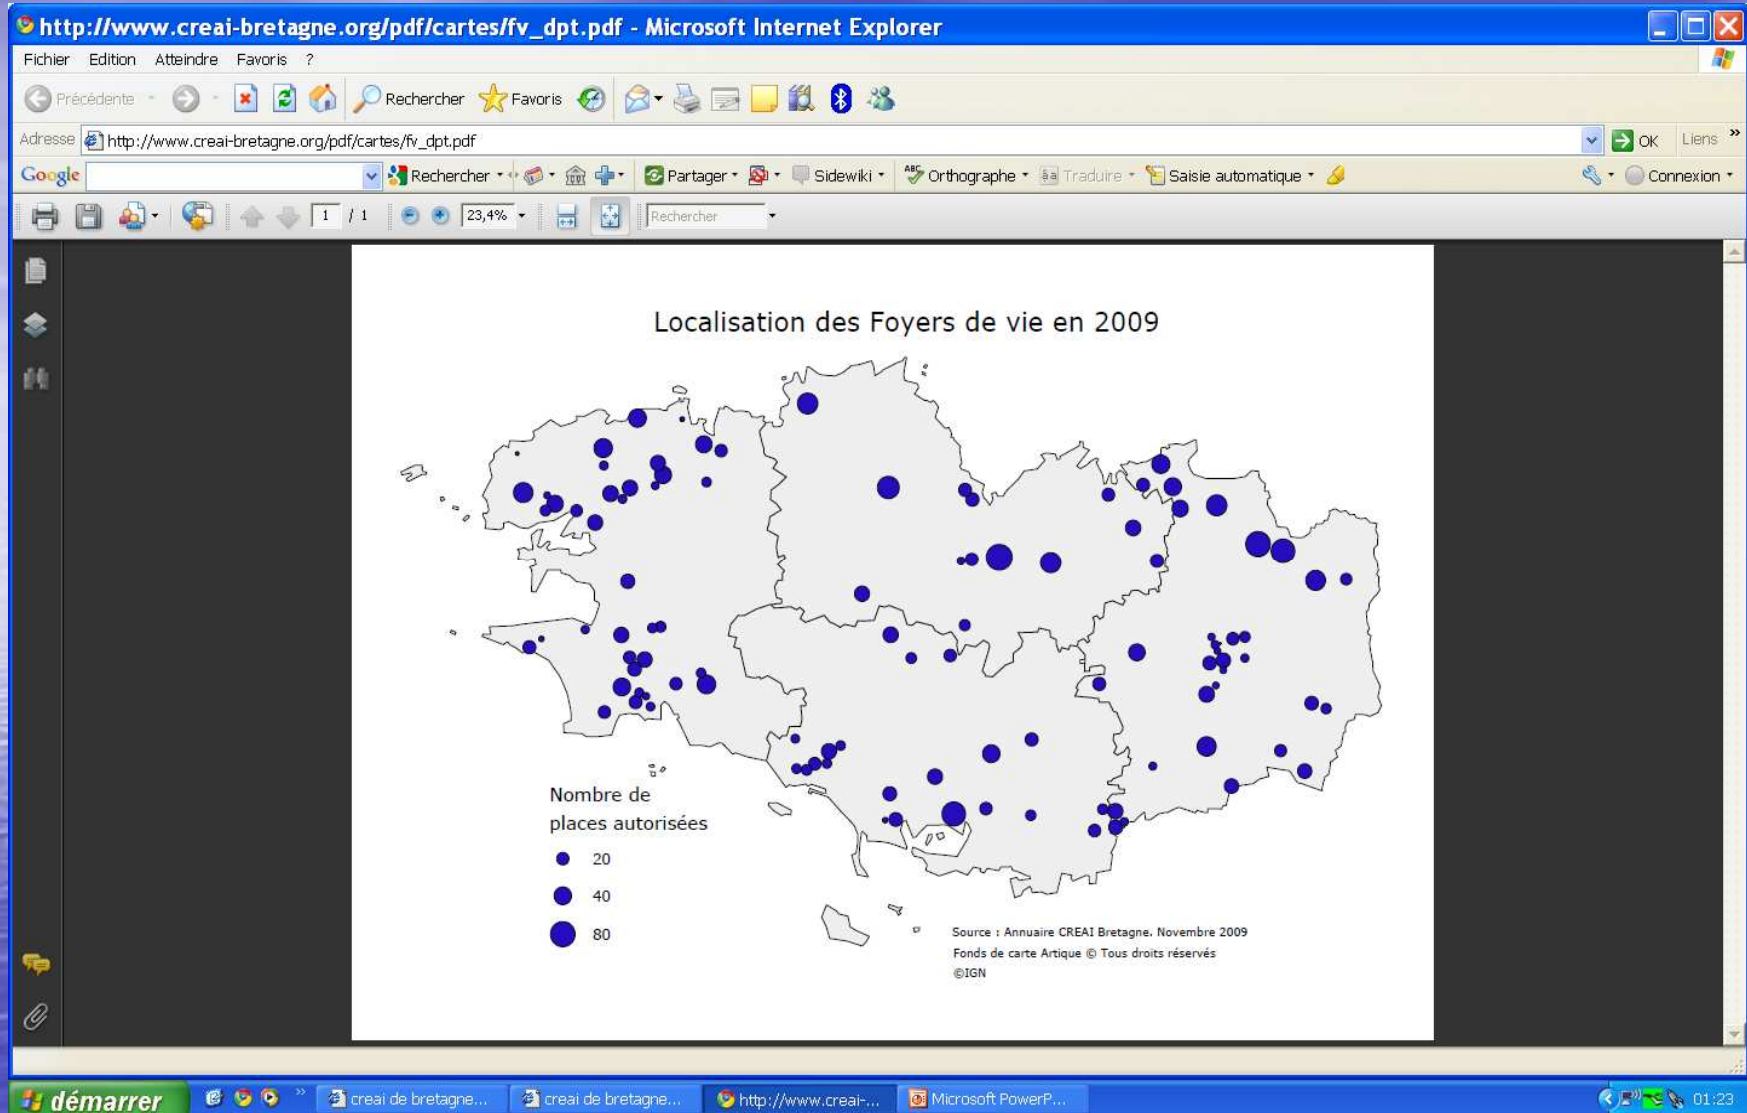 http://www.creai-bretagne.org/pdf/cartes/fv_dpt.pdf - Microsoft Internet Explorer
Fichier Edition Atteindre Favoris ?
Précédente Rechercher Favoris
Adresse http://www.creai-bretagne.org/pdf/cartes/fv_dpt.pdf OK Liens »
Google Rechercher Partager Sidewiki ABC Orthographe aä Traduire Saisie automatique Connexion
1 / 1 23,4% Rechercher
Localisation des Foyers de vie en 2009
Nombre de
places autorisées
20
40
80
Source : Annuaire CREAI Bretagne. Novembre 2009
Fonds de carte Artique © Tous droits réservés
©IGN
démarrer » creai de bretagne... creai de bretagne... http://www.creai-... Microsoft PowerP... 01:23